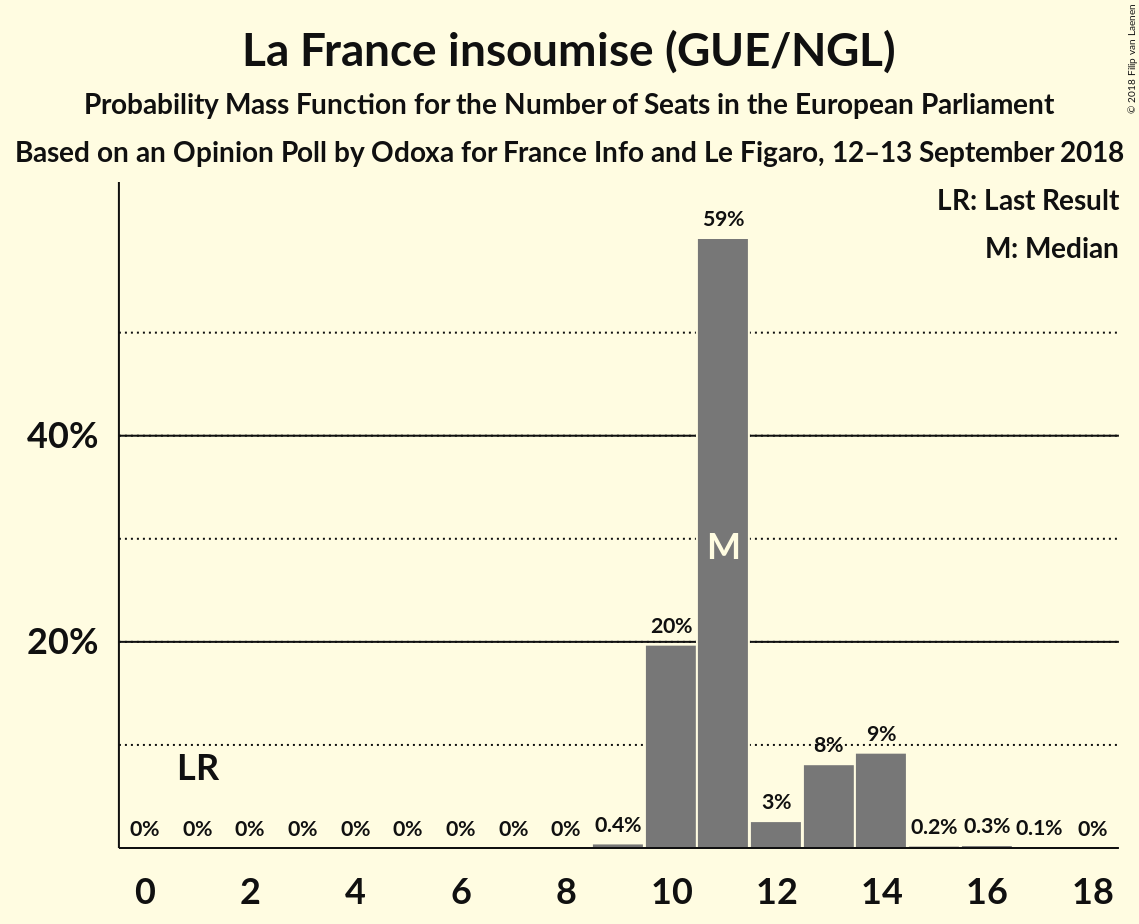 La France insoumise (GUE/NGL)
Probability Mass Function for the Number of Seats in the European Parliament
Based on an Opinion Poll by Odoxa for France Info and Le Figaro, 12–13 September 2018
© 2018 Filip van Laenen
LR: Last Result
M: Median
59%
40%
M
20%
20%
LR
0% 0% 0% 0% 0% 0% 0% 0% 0% 0.4% 3% 8% 9% 0.2% 0.3% 0.1% 0%
0 2 4 6 8 10 12 14 16 18